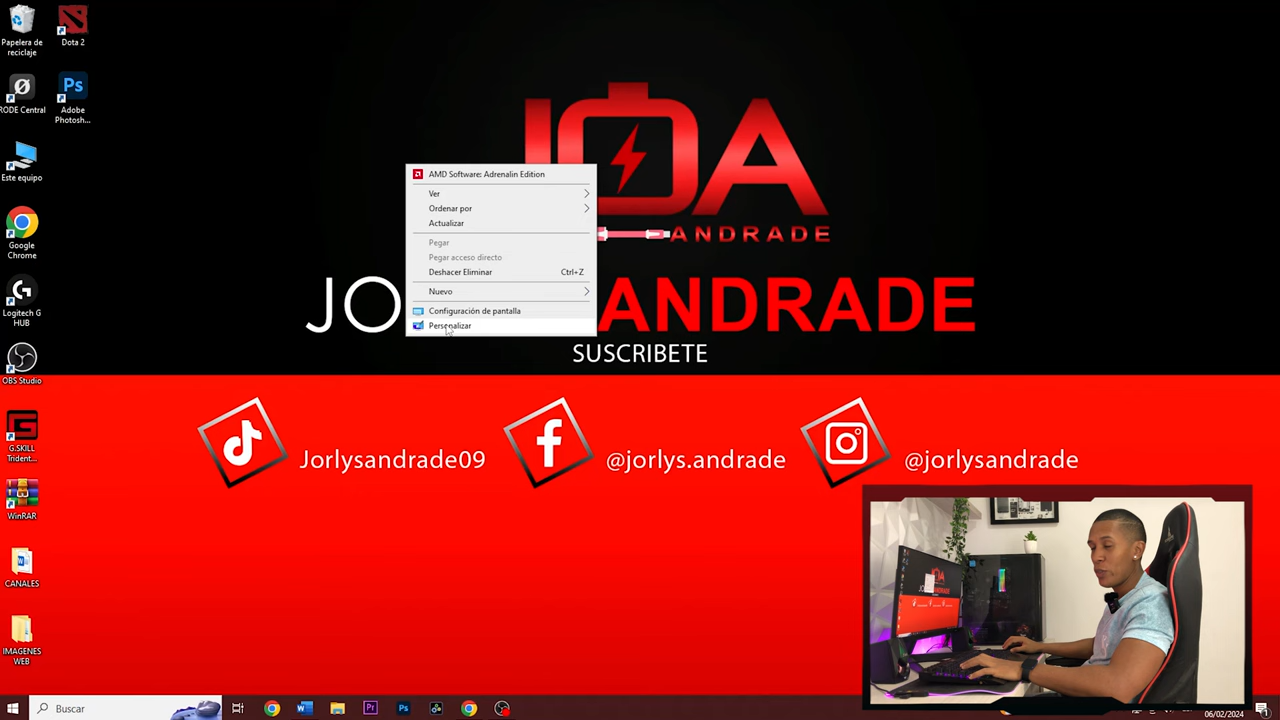 Papelera de
reciclaje
Dota 2
RODE Central
Adobe
Photosh...
Este equipo
Google
Chrome
Logitech G
HUB
OBS Studio
G.SKILL
Trident...
WinRAR
CANALES
IMAGENES
WEB
AMD Software: Adrenalin Edition
Ver
Ordenar por
Actualizar
Pegar
Pegar acceso directo
Deshacer Eliminar Ctrl+Z
Nuevo
Configuración de pantalla
Personalizar
JOA
ANDRADE
JO ANDRADE
SUSCRIBETE
Jorlysandrade09
@jorlys.andrade
@jorlysandrade
Buscar
06/02/2024